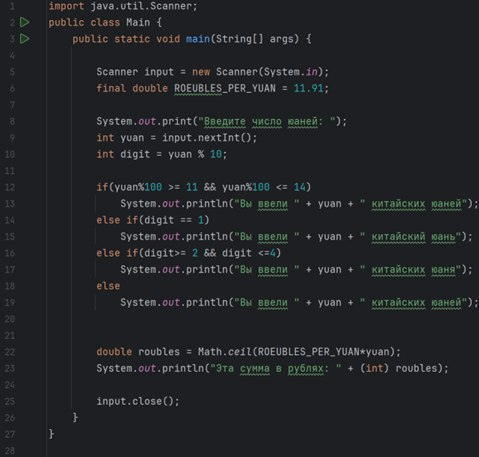 1 import java.util.Scanner;
2 public class Main {
3 public static void main(String[] args) {
4
5 Scanner input = new Scanner(System.in);
6 final double ROEUBLES_PER_YUAN = 11.91;
7
8 System.out.print("Введите число юаней: ");
9 int yuan = input.nextInt();
10 int digit = yuan % 10;
11
12 if(yuan%100 >= 11 && yuan%100 <= 14)
13 System.out.println("Вы ввели " + yuan + " китайских юаней");
14 else if(digit == 1)
15 System.out.println("Вы ввели " + yuan + " китайский юань");
16 else if(digit>= 2 && digit <=4)
17 System.out.println("Вы ввели " + yuan + " китайских юаня");
18 else
19 System.out.println("Вы ввели " + yuan + " китайских юаней");
20
21
22 double roubles = Math.ceil(ROEUBLES_PER_YUAN*yuan);
23 System.out.println("Эта сумма в рублях: " + (int) roubles);
24
25 input.close();
26 }
27 }
28